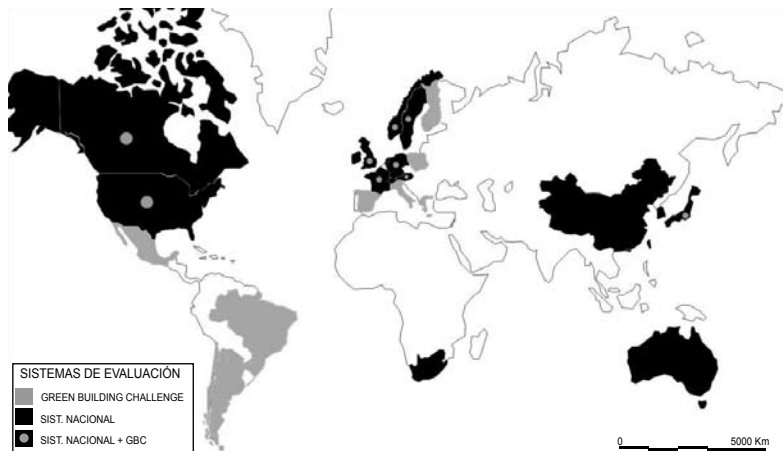 SISTEMAS DE EVALUACIÓN
GREEN BUILDING CHALLENGE
SIST. NACIONAL
SIST. NACIONAL + GBC
0 5000 Km